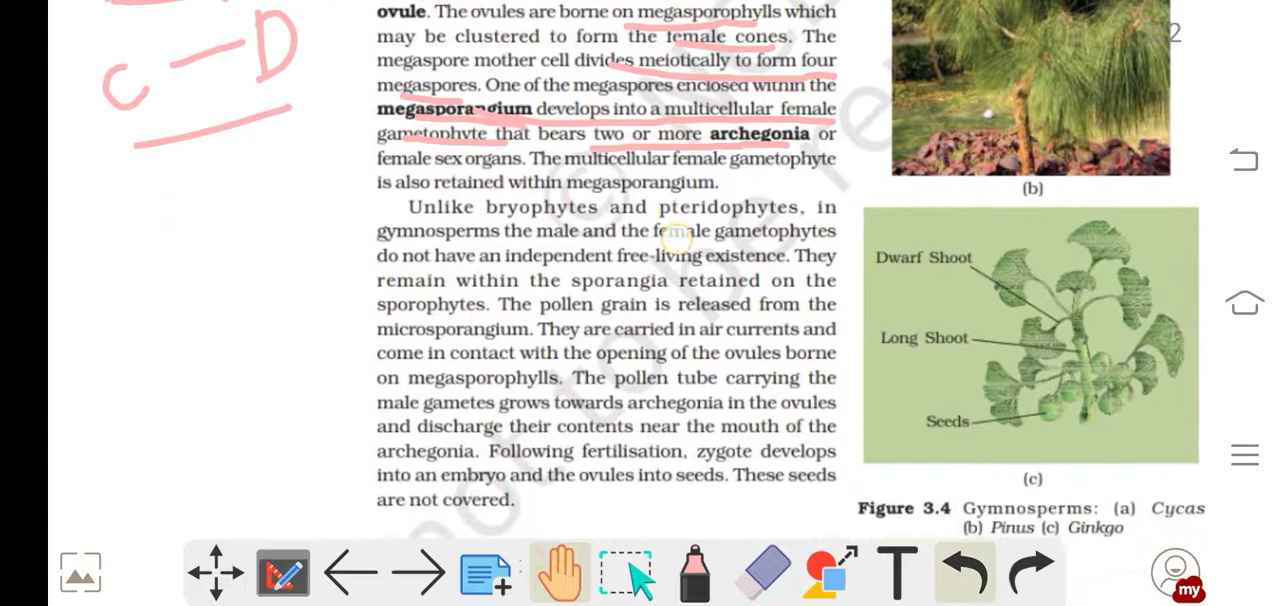 C — D
ovule. The ovules are borne on megasporophylls which
may be clustered to form the female cones. The
megaspore mother cell divides meiotically to form four
megaspores. One of the megaspores enclosed within the
megasporangium develops into a multicellular female
gametophyte that bears two or more archegonia or
female sex organs. The multicellular female gametophyte
is also retained within megasporangium.
Unlike bryophytes and pteridophytes, in
gymnosperms the male and the female gametophytes
do not have an independent free-living existence. They
remain within the sporangia retained on the
sporophytes. The pollen grain is released from the
microsporangium. They are carried in air currents and
come in contact with the opening of the ovules borne
on megasporophylls. The pollen tube carrying the
male gametes grows towards archegonia in the ovules
and discharge their contents near the mouth of the
archegonia. Following fertilisation, zygote develops
into an embryo and the ovules into seeds. These seeds
are not covered.
(b)
Dwarf Shoot
Long Shoot
Seeds
(c)
Figure 3.4 Gymnosperms: (a) Cycas
(b) Pinus (c) Ginkgo
not to be re
©
T
my